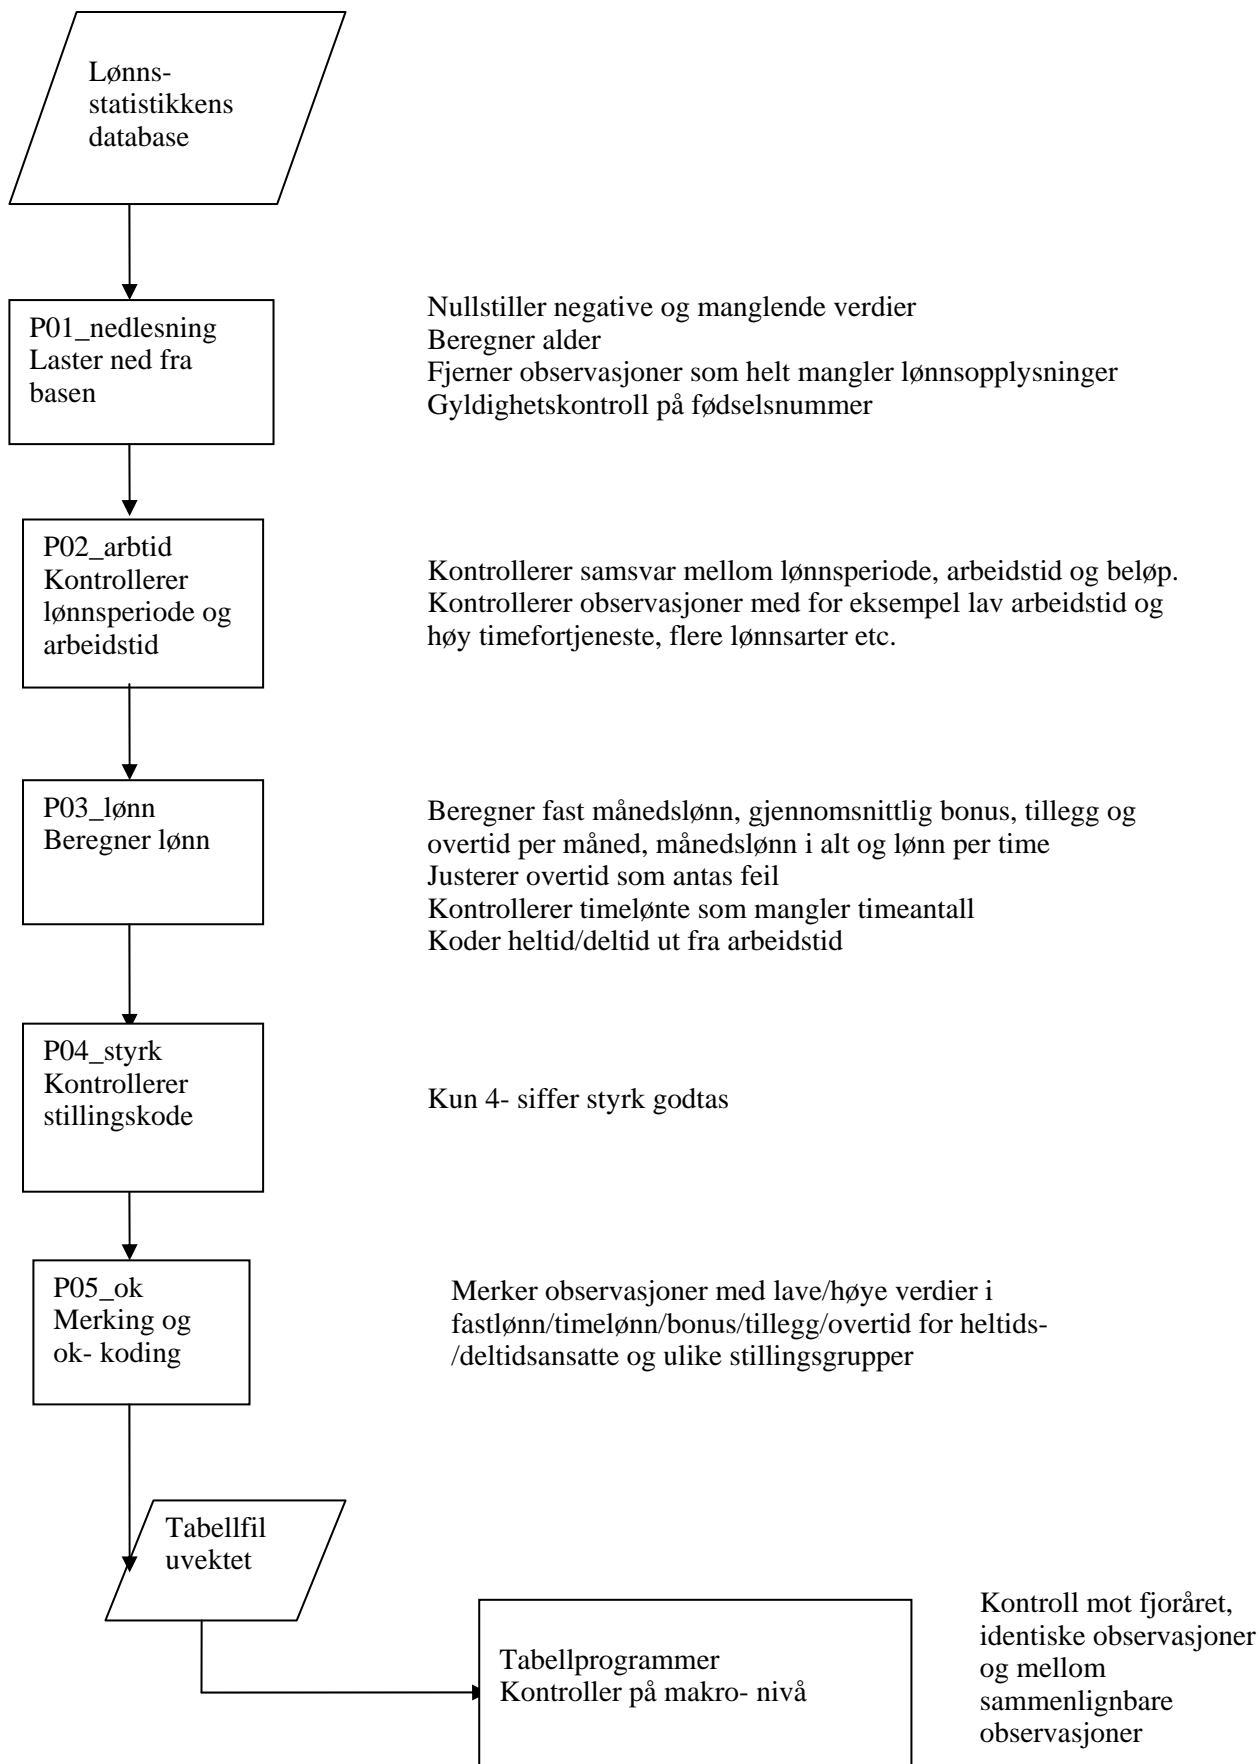 Lønns-
statistikkens
database
P01_nedlesning
Laster ned fra
basen
Nullstiller negative og manglende verdier
Beregner alder
Fjerner observasjoner som helt mangler lønnsopplysninger
Gyldighetskontroll på fødselsnummer
P02_arbtid
Kontrollerer
lønnsperiode og
arbeidstid
Kontrollerer samsvar mellom lønnsperiode, arbeidstid og beløp.
Kontrollerer observasjoner med for eksempel lav arbeidstid og
høy timefortjeneste, flere lønnsarter etc.
P03_lønn
Beregner lønn
Beregner fast månedslønn, gjennomsnittlig bonus, tillegg og
overtid per måned, månedslønn i alt og lønn per time
Justerer overtid som antas feil
Kontrollerer timelønte som mangler timeantall
Koder heltid/deltid ut fra arbeidstid
P04_styrk
Kontrollerer
stillingskode
Kun 4- siffer styrk godtas
P05_ok
Merking og
ok- koding
Merker observasjoner med lave/høye verdier i
fastlønn/timelønn/bonus/tillegg/overtid for heltids-
/deltidsansatte og ulike stillingsgrupper
Tabellfil
uvektet
Tabellprogrammer
Kontroller på makro- nivå
Kontroll mot fjoråret,
identiske observasjoner
og mellom
sammenlignbare
observasjoner